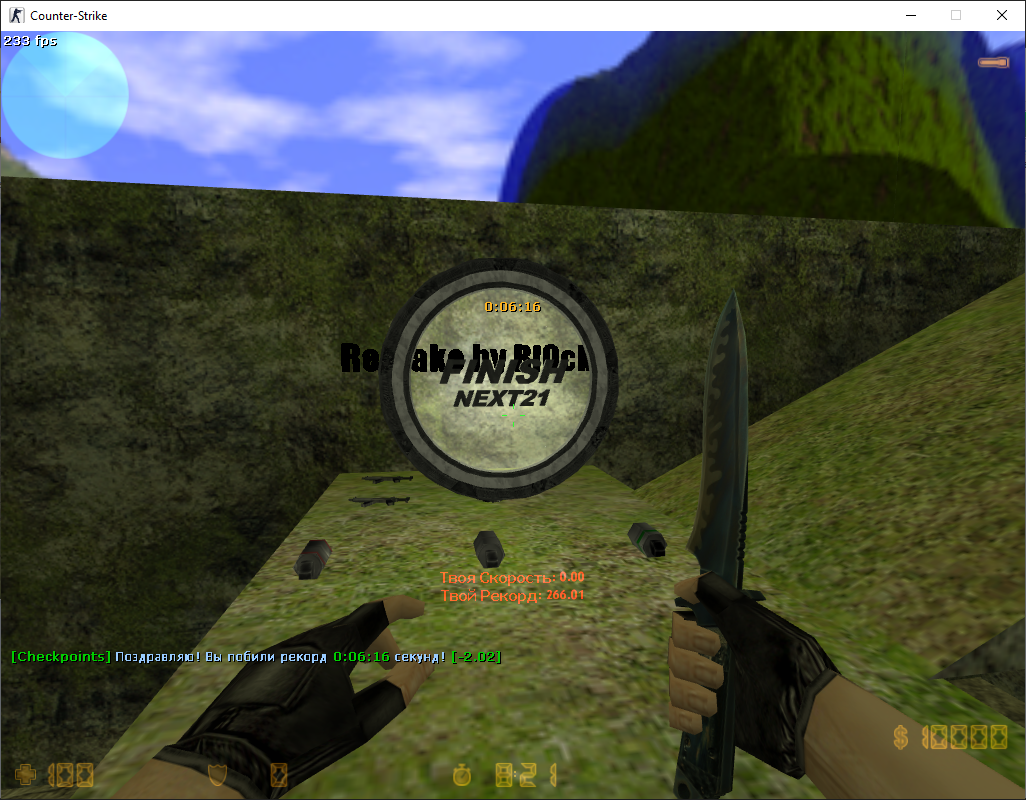 Counter-Strike
233 fps
0:06:16
FINISH
NEXT21
Твоя Скорость: 0.00
Твой Рекорд: 266.01
[Checkpoints] Поздравляю! Вы побили рекорд 0:06:16 секунд! [-2.02]
$ 10000
100 0 8:21